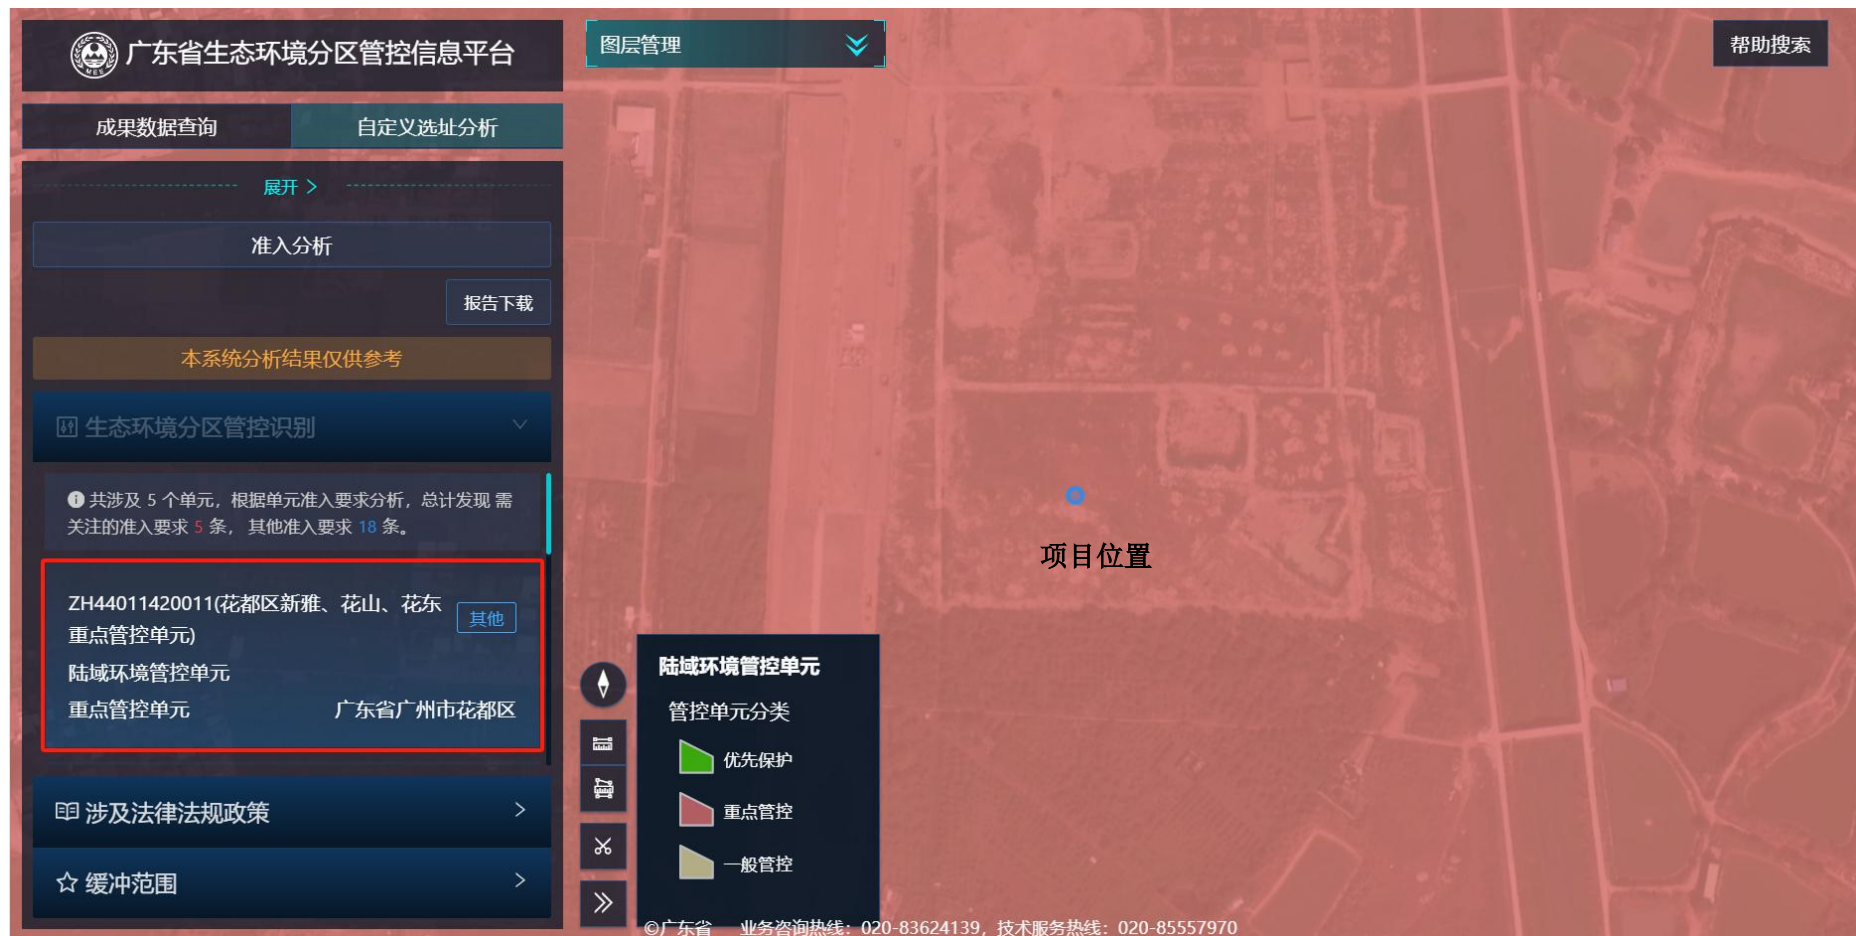 广东省生态环境分区管控信息平台
图层管理
帮助搜索
成果数据查询
自定义选址分析
展开 >
准入分析
报告下载
本系统分析结果仅供参考
生态环境分区管控识别
共涉及 5 个单元，根据单元准入要求分析，总计发现 需
关注的准入要求 5 条， 其他准入要求 18 条。
ZH44011420011(花都区新雅、花山、花东
重点管控单元)
其他
陆域环境管控单元
重点管控单元 广东省广州市花都区
涉及法律法规政策
缓冲范围
项目位置
陆域环境管控单元
管控单元分类
优先保护
重点管控
一般管控
©广东省 业务咨询热线：020-83624139，技术服务热线：020-85557970